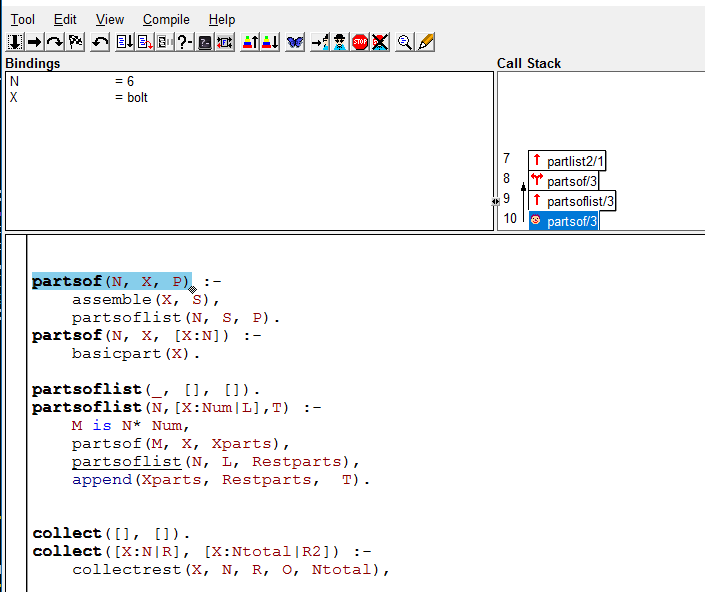 Tool Edit View Compile Help
STOP
Bindings
N = 6
X = bolt
Call Stack
7 partlist2/1
8 partsof/3
9 partsoflist/3
10 partsof/3
partsof(N, X, P) :-
assemble(X, S),
partsoflist(N, S, P).
partsof(N, X, [X:N]) :-
basicpart(X).
partsoflist(_, [], []).
partsoflist(N,[X:Num|L],T) :-
M is N* Num,
partsof(M, X, Xparts),
partsoflist(N, L, Restparts),
append(Xparts, Restparts,  T).
collect([], []).
collect([X:N|R], [X:Ntotal|R2]) :-
collectrest(X, N, R, O, Ntotal),